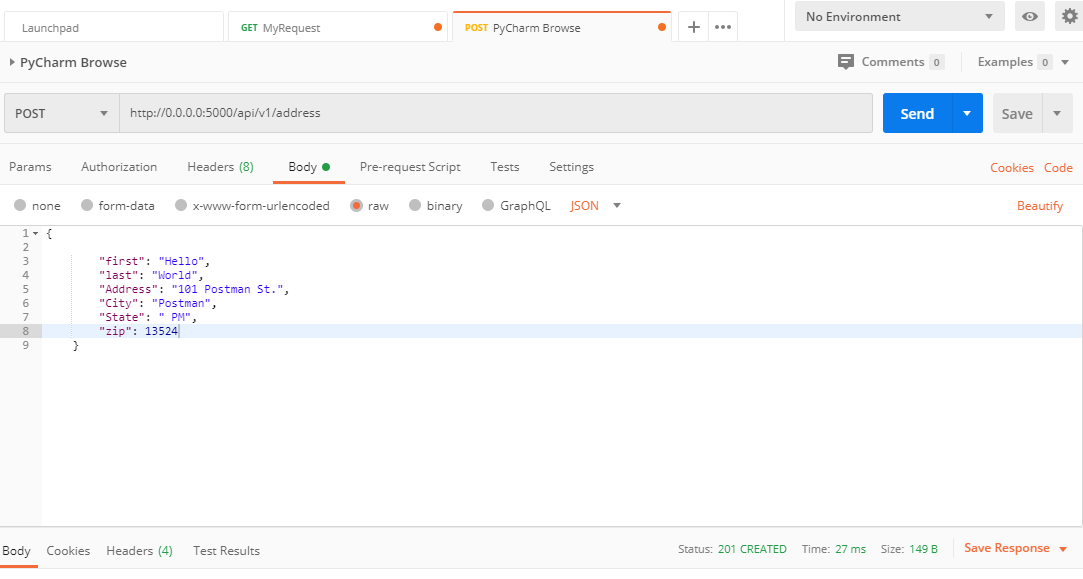 Launchpad GET MyRequest POST PyCharm Browse + ••• No Environment
PyCharm Browse Comments 0 Examples 0
POST http://0.0.0.0:5000/api/v1/address Send Save
Params Authorization Headers (8) Body Pre-request Script Tests Settings Cookies Code
none form-data x-www-form-urlencoded raw binary GraphQL JSON Beautify
1 {
2
3 "first": "Hello",
4 "last": "World",
5 "Address": "101 Postman St.",
6 "City": "Postman",
7 "State": " PM",
8 "zip": 13524
9 }
Body Cookies Headers (4) Test Results Status: 201 CREATED Time: 27 ms Size: 149 B Save Response